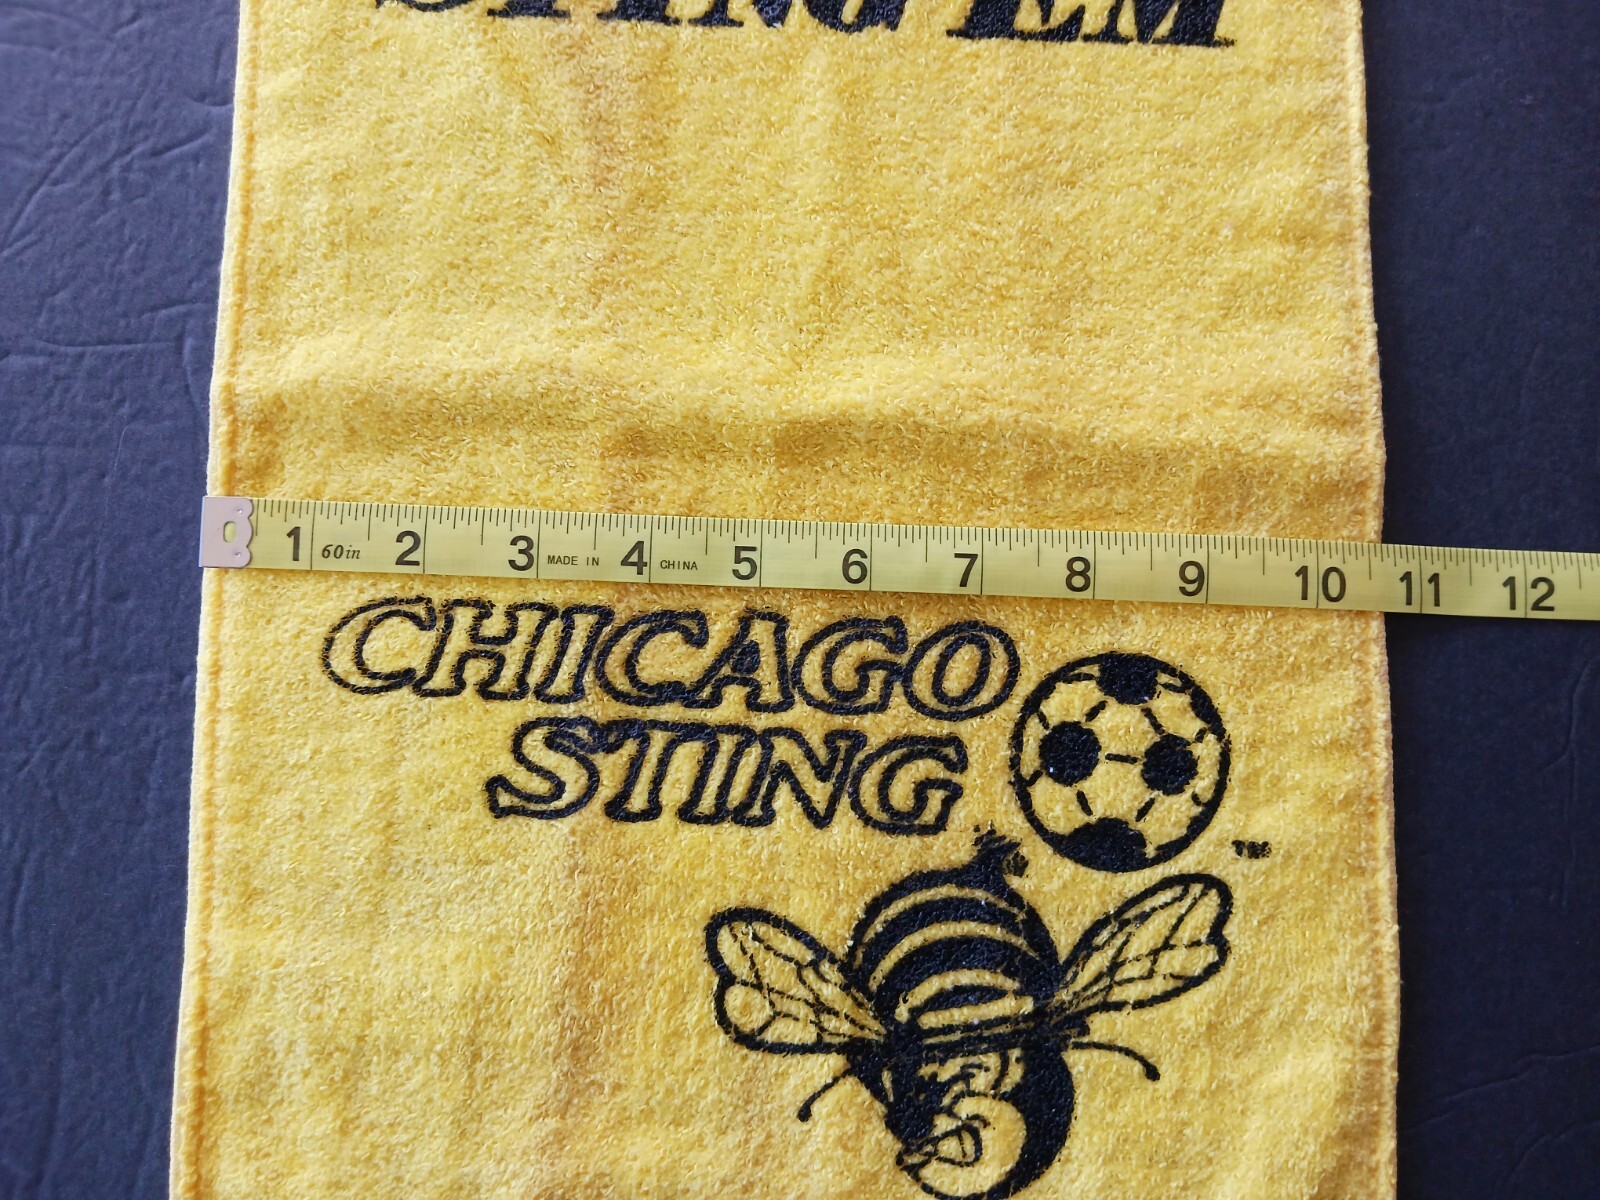 STING 'EM
1 60in 2 3 MADE IN 4 CHINA 5 6 7 8 9 10 11 12
CHICAGO
STING
TM